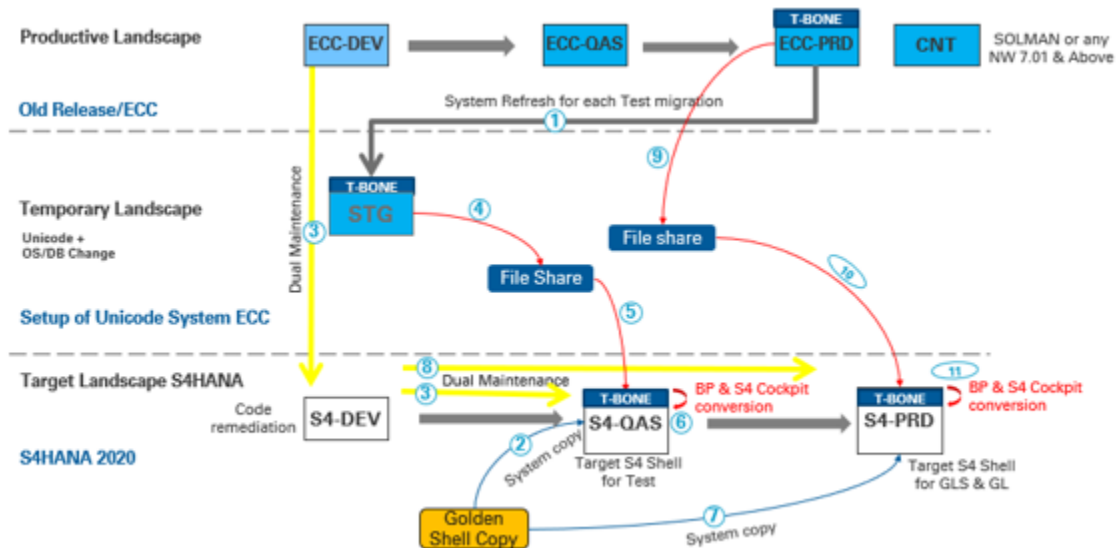 T-BONE
Productive Landscape
ECC-DEV
ECC-QAS
ECC-PRD
CNT
SOLMAN or any
NW 7.01 & Above
Old Release/ECC
System Refresh for each Test migration
1
9
T-BONE
STG
4
Temporary Landscape
Unicode +
OS/DB Change
3
Dual Maintenance
File share
File Share
10
5
Setup of Unicode System ECC
8
Target Landscape S4HANA
3
Dual Maintenance
11
BP & S4 Cockpit
conversion
BP & S4 Cockpit
conversion
Code
remediation
S4-DEV
T-BONE
S4-QAS
6
T-BONE
S4-PRD
2
System copy
Target S4 Shell
for Test
Target S4 Shell
for GLS & GL
S4HANA 2020
Golden
Shell Copy
7
System copy